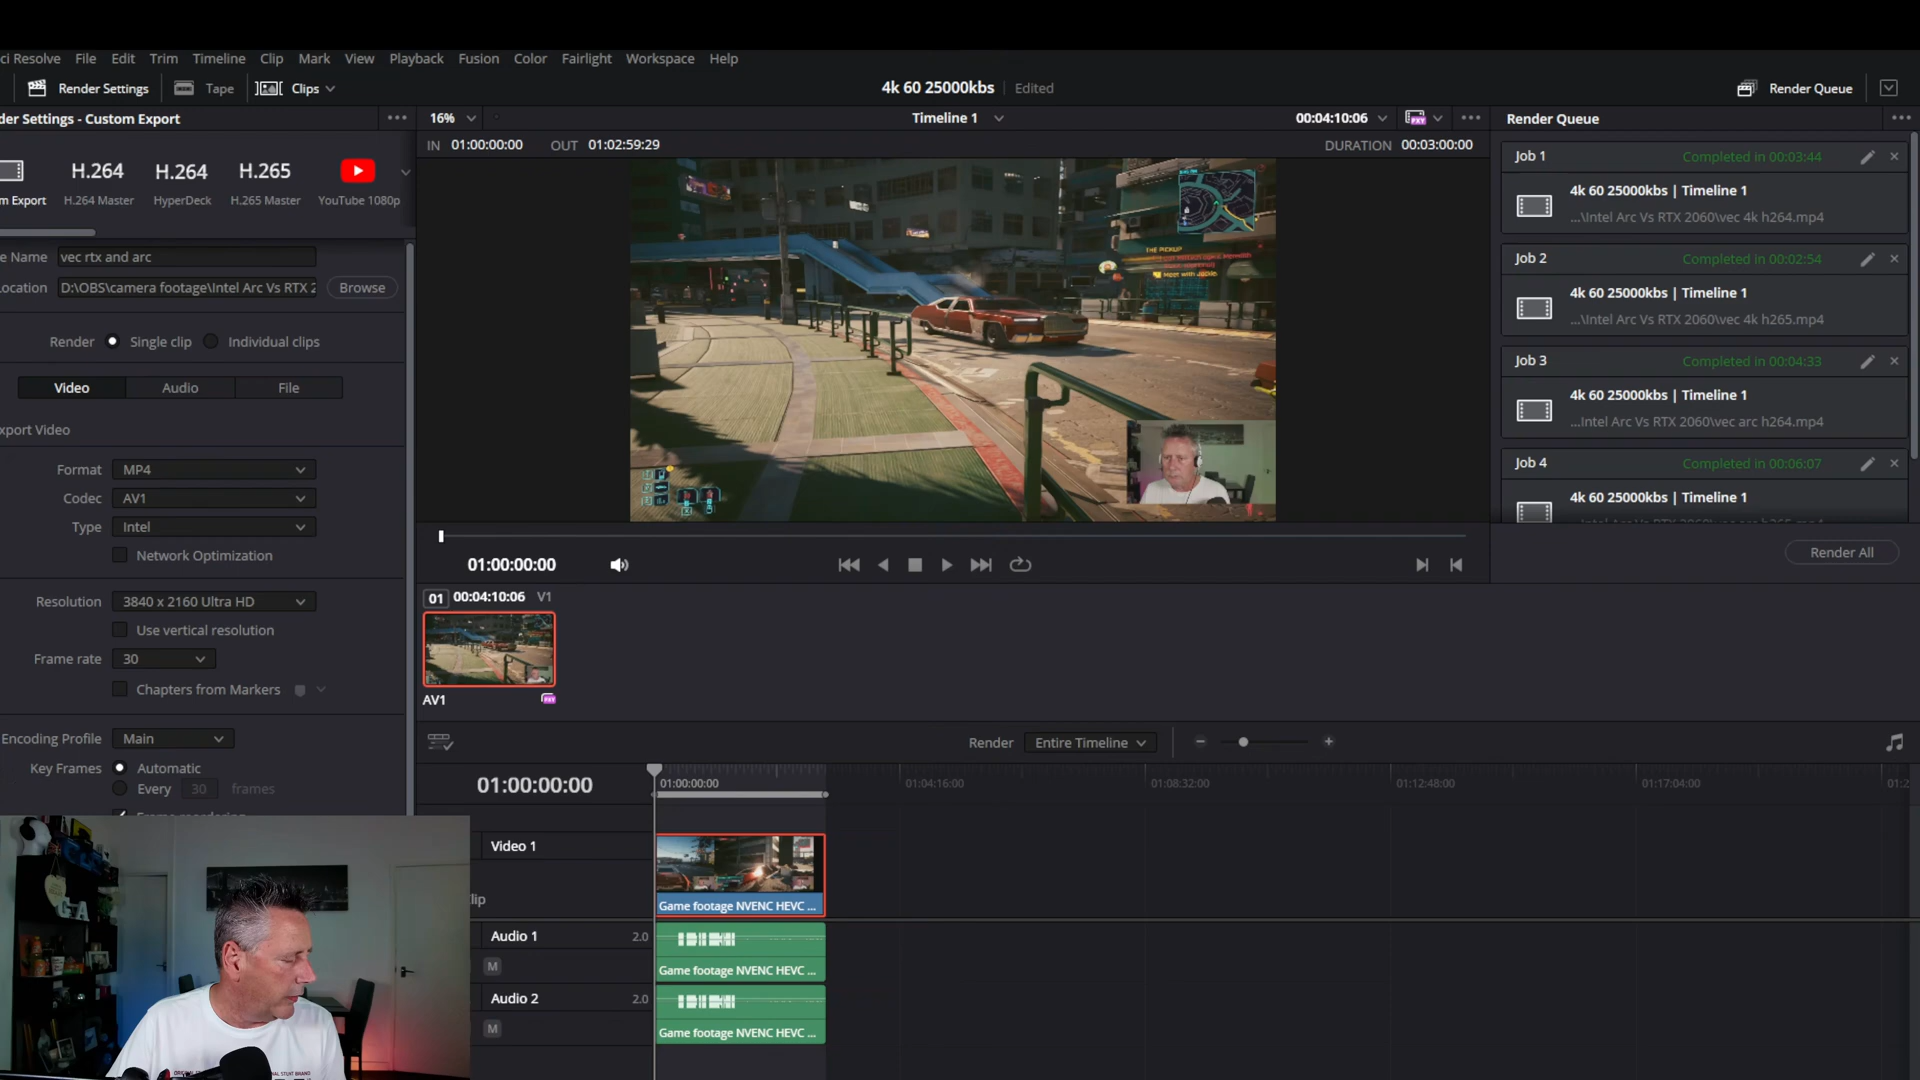 ci Resolve File Edit Trim Timeline Clip Mark View Playback Fusion Color Fairlight Workspace Help
Render Settings Tape Clips 4k 60 25000kbs Edited Render Queue
der Settings - Custom Export 16% Timeline 1 00:04:10:06 Render Queue
IN 01:00:00:00 OUT 01:02:59:29 DURATION 00:03:00:00
H.264 H.264 H.265
m Export H.264 Master HyperDeck H.265 Master YouTube 1080p
e Name vec rtx and arc
ocation D:\OBS\camera footage\Intel Arc Vs RTX 2 Browse
Render Single clip Individual clips
Video Audio File
xport Video
Format MP4
Codec AV1
Type Intel
Network Optimization
Resolution 3840 x 2160 Ultra HD
Use vertical resolution
Frame rate 30
Chapters from Markers
Encoding Profile Main
Key Frames Automatic
Every 30 frames
THE PICKUP
Meet with Jackie
01:00:00:00
01 00:04:10:06 V1
AV1
Job 1 Completed in 00:03:44
4k 60 25000kbs | Timeline 1
...\Intel Arc Vs RTX 2060\vec 4k h264.mp4
Job 2 Completed in 00:02:54
4k 60 25000kbs | Timeline 1
...\Intel Arc Vs RTX 2060\vec 4k h265.mp4
Job 3 Completed in 00:04:33
4k 60 25000kbs | Timeline 1
...Intel Arc Vs RTX 2060\vec arc h264.mp4
Job 4 Completed in 00:06:07
4k 60 25000kbs | Timeline 1
Render All
Render Entire Timeline
01:00:00:00 01:00:00:00 01:04:16:00 01:08:32:00 01:12:48:00 01:17:04:00 01:2
Video 1
lip
Game footage NVENC HEVC ...
Audio 1 2.0
M
Game footage NVENC HEVC ...
Audio 2 2.0
M
Game footage NVENC HEVC ...